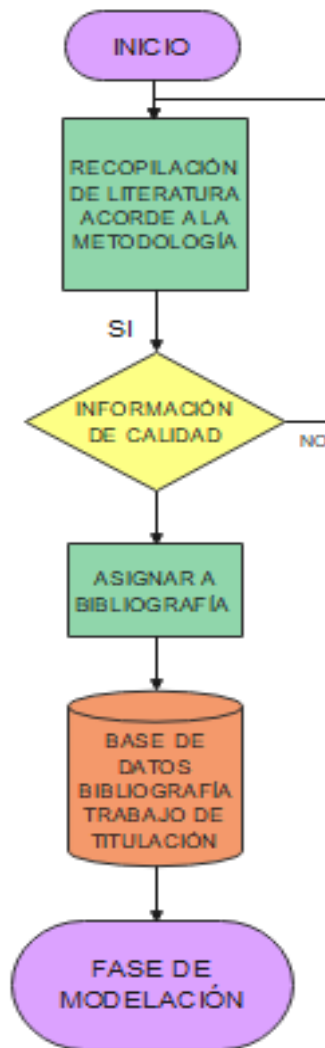 INICIO
RECOPILACIÓN
DE LITERATURA
ACORDE A LA
METODOLOGÍA
SI
INFORMACIÓN
DE CALIDAD
NO
ASIGNAR A
BIBLIOGRAFÍA
BASE DE
DATOS
BIBLIOGRAFÍA
TRABAJO DE
TITULACIÓN
FASE DE
MODELACIÓN